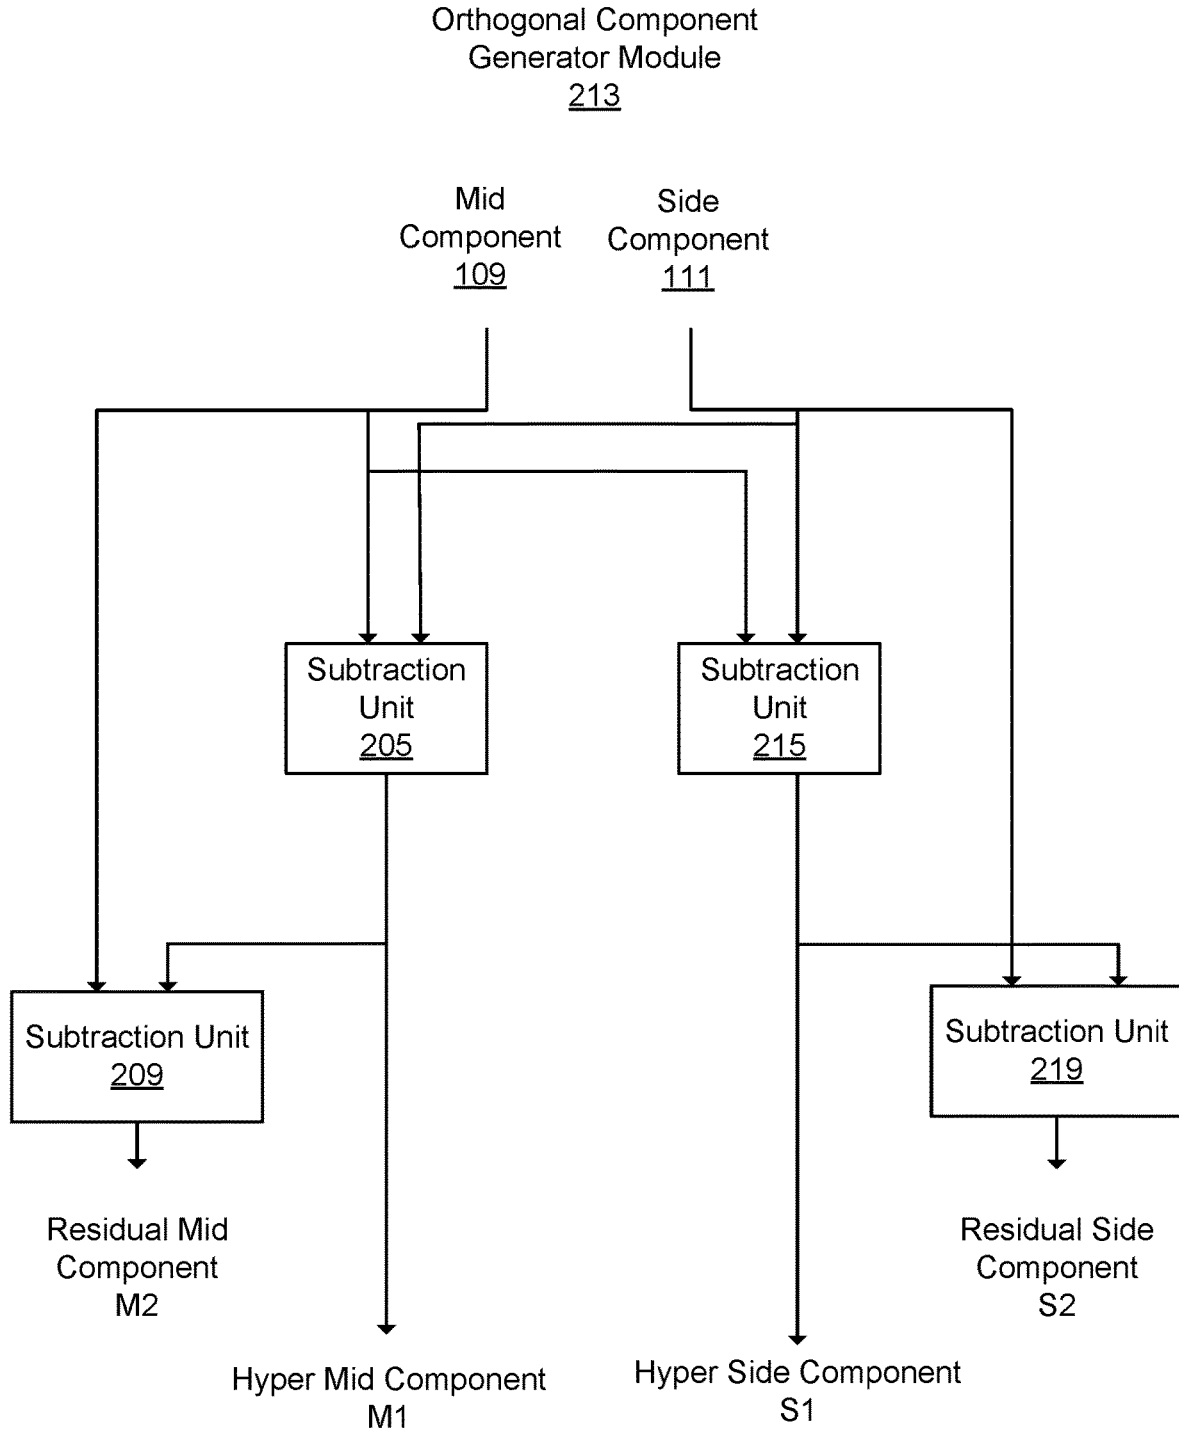 Orthogonal Component
Generator Module
213
Mid
Component
109
Side
Component
111
Subtraction
Unit
205
Subtraction
Unit
215
Subtraction Unit
209
Subtraction Unit
219
Residual Mid
Component
M2
Residual Side
Component
S2
Hyper Mid Component
M1
Hyper Side Component
S1